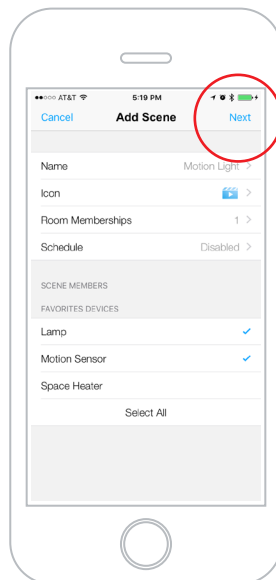 AT&T 5:19 PM
Cancel Add Scene Next
Name Motion Light
Icon
Room Memberships 1
Schedule Disabled
SCENE MEMBERS
FAVORITES DEVICES
Lamp
Motion Sensor
Space Heater
Select All